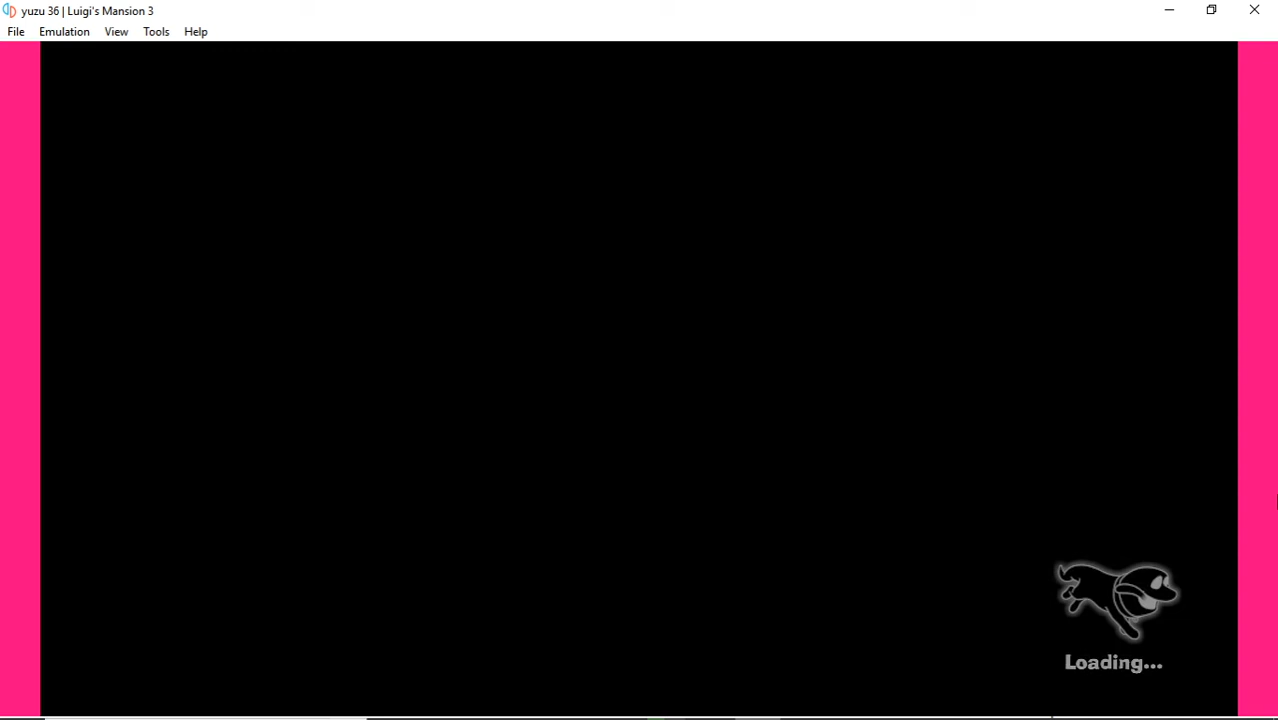 yuzu 36 | Luigi's Mansion 3
File Emulation View Tools Help
Loading...